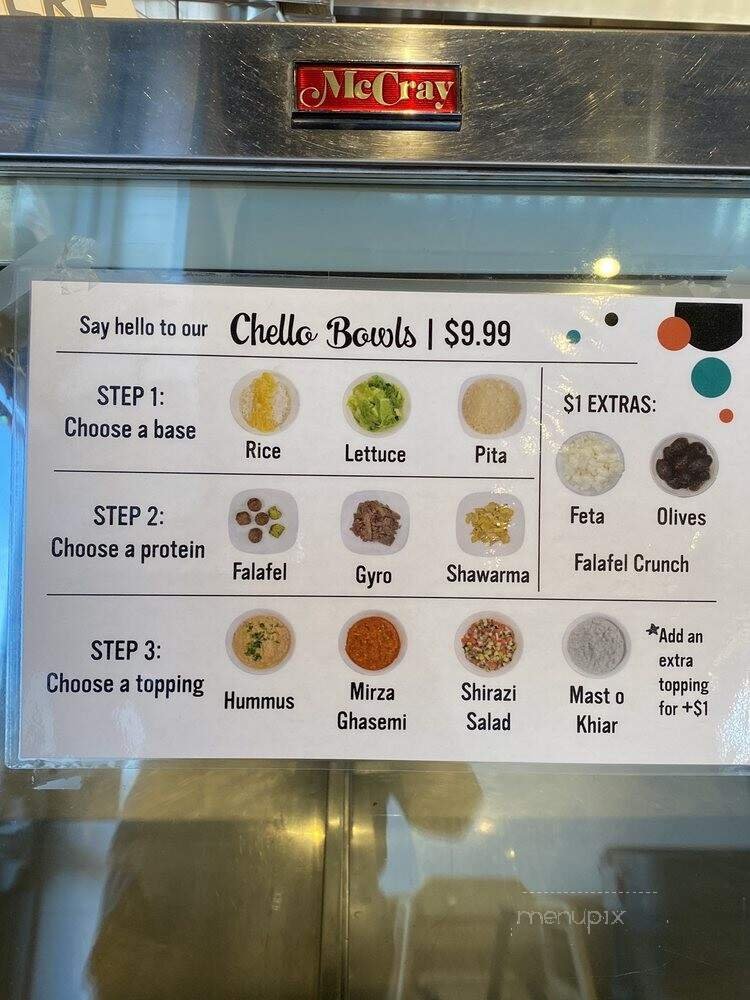 ERE
McCray
Say hello to our Chello Bowls | $9.99
STEP 1:
Choose a base
Rice
Lettuce
Pita
$1 EXTRAS:
Feta
Olives
Falafel Crunch
STEP 2:
Choose a protein
Falafel
Gyro
Shawarma
STEP 3:
Choose a topping
Hummus
Mirza
Ghasemi
Shirazi
Salad
Mast o
Khiar
*Add an
extra
topping
for +$1
menupix